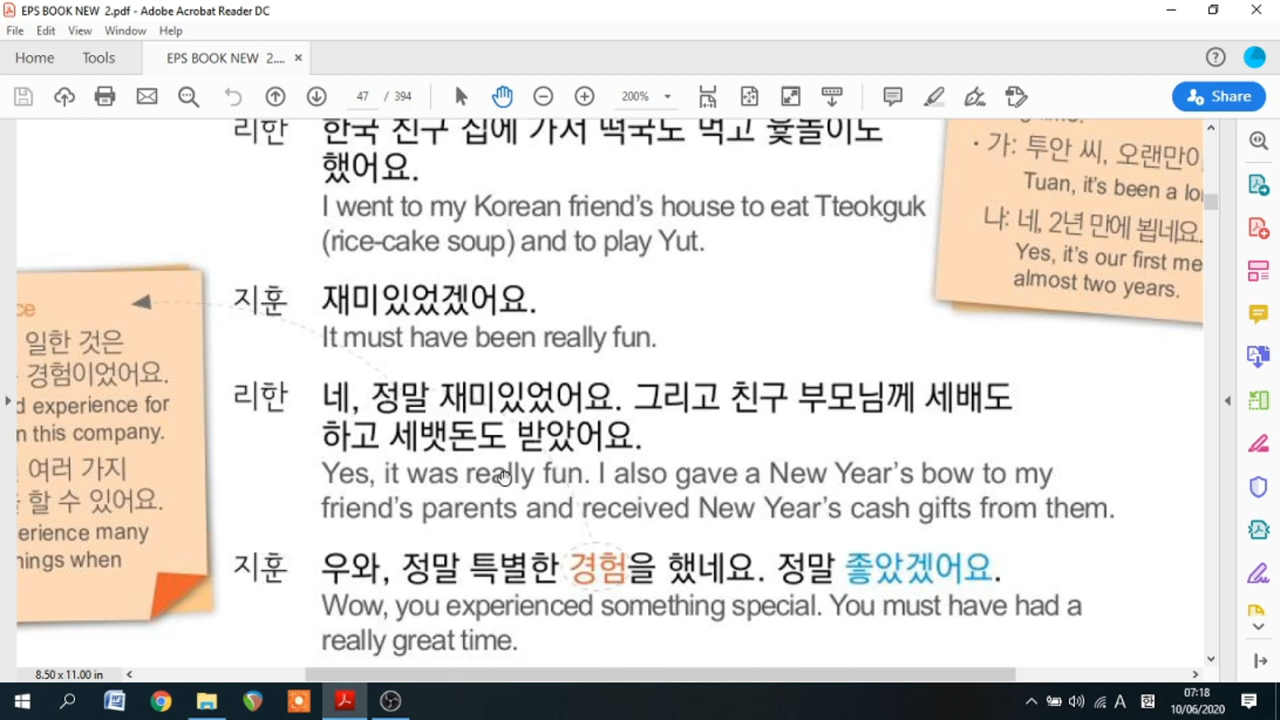 EPS BOOK NEW  2.pdf - Adobe Acrobat Reader DC
File Edit View Window Help
Home Tools EPS BOOK NEW  2.... ×
47 / 394 200% Share
리한 한국 친구 집에 가서 떡국도 먹고 윷놀이도
했어요.
I went to my Korean friend's house to eat Tteokguk
(rice-cake soup) and to play Yut.
지훈 재미있었겠어요.
It must have been really fun.
리한 네, 정말 재미있었어요. 그리고 친구 부모님께 세배도
하고 세뱃돈도 받았어요.
Yes, it was really fun. I also gave a New Year's bow to my
friend's parents and received New Year's cash gifts from them.
지훈 우와, 정말 특별한 경험을 했네요. 정말 좋았겠어요.
Wow, you experienced something special. You must have had a
really great time.
일한 것은
경험이었어요.
experience for
this company.
여러 가지
할 수 있어요.
many
when
• 가: 투안 씨, 오랜만이
Tuan, it's been a
나: 네, 2년 만에 뵙네요.
Yes, it's our first
almost two years.
8.50 x 11.00 in
A 한 07:18
10/06/2020